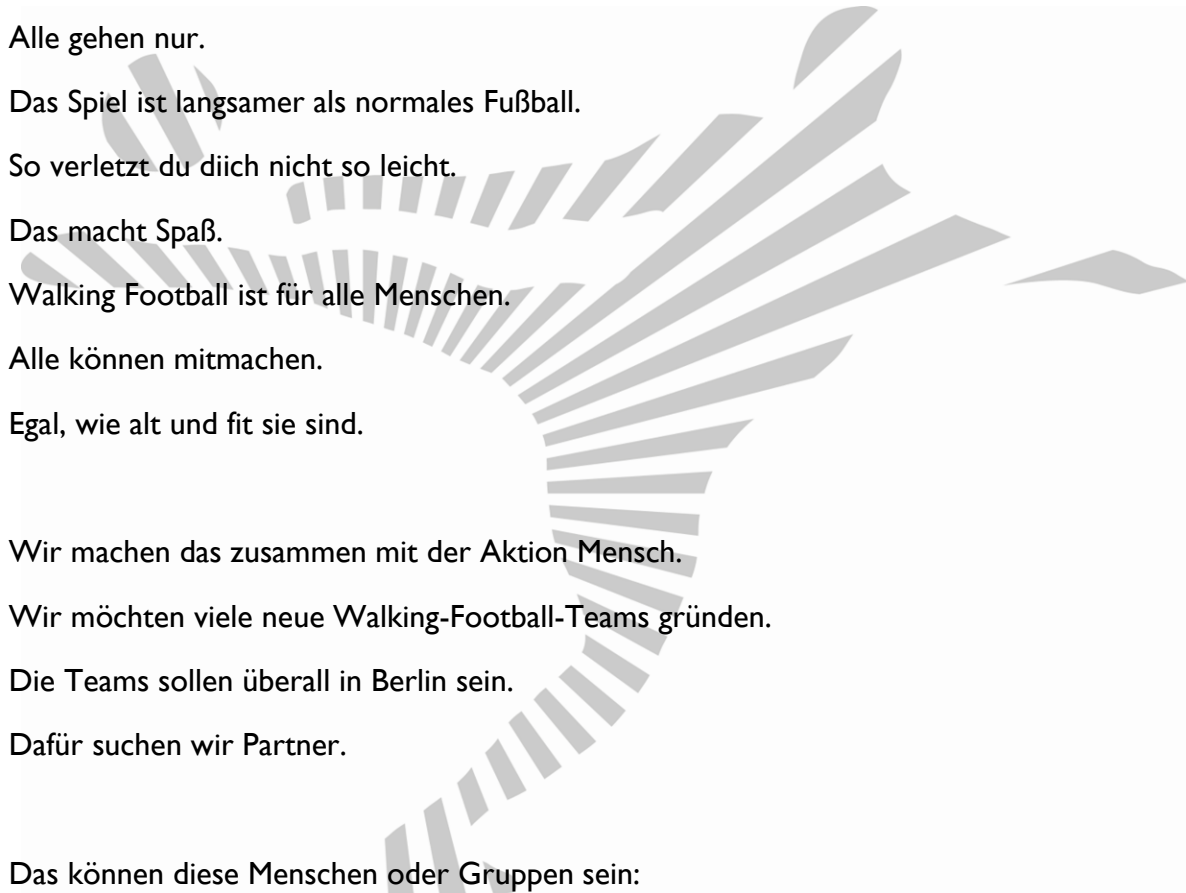 Alle gehen nur.
Das Spiel ist langsamer als normales Fußball.
So verletzt du diich nicht so leicht.
Das macht Spaß.
Walking Football ist für alle Menschen.
Alle können mitmachen.
Egal, wie alt und fit sie sind.
Wir machen das zusammen mit der Aktion Mensch.
Wir möchten viele neue Walking-Football-Teams gründen.
Die Teams sollen überall in Berlin sein.
Dafür suchen wir Partner.
Das können diese Menschen oder Gruppen sein: